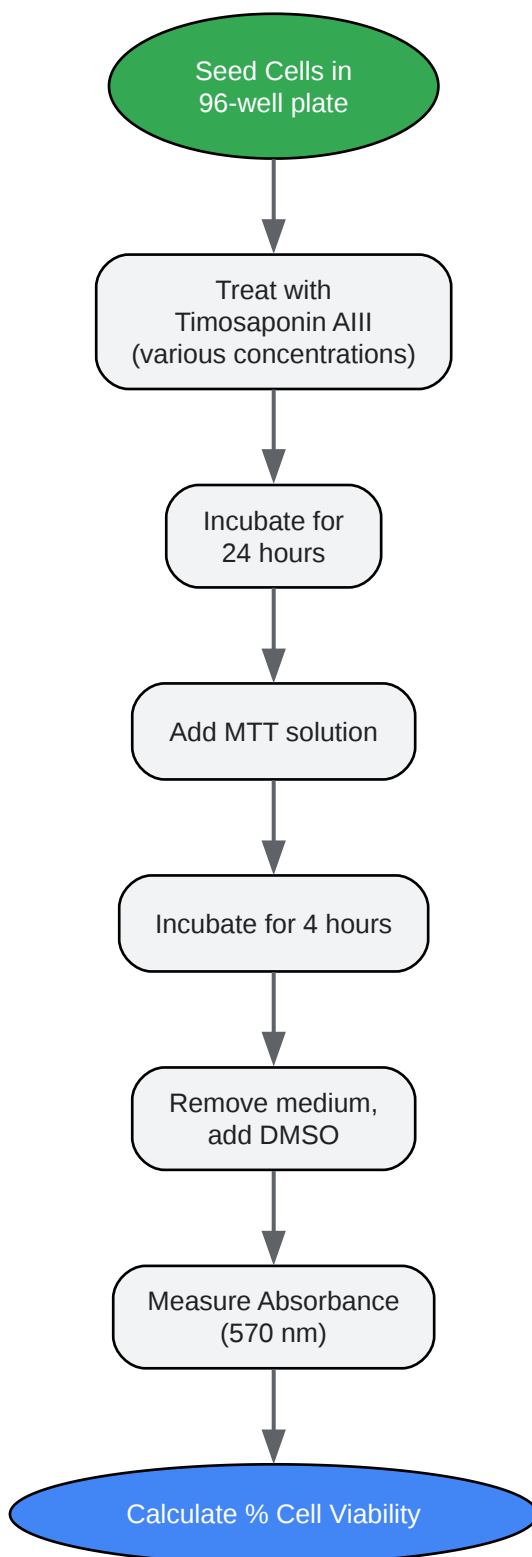 Seed Cells in
96-well plate
Treat with
Timosaponin AIII
(various concentrations)
Incubate for
24 hours
Add MTT solution
Incubate for 4 hours
Remove medium,
add DMSO
Measure Absorbance
(570 nm)
Calculate % Cell Viability